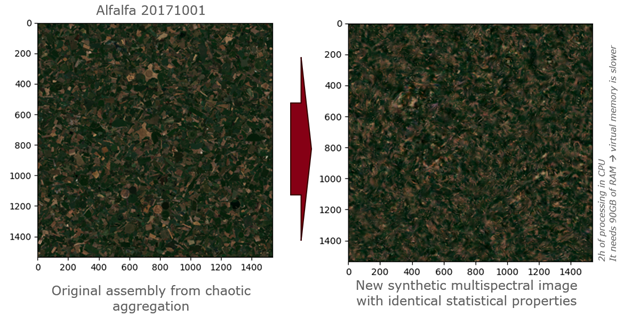 Alfalfa 20171001
0
200
400
600
800
1000
1200
1400
0 200 400 600 800 1000 1200 1400
Original assembly from chaotic
aggregation
0
200
400
600
800
1000
1200
1400
0 200 400 600 800 1000 1200 1400
New synthetic multispectral image
with identical statistical properties
2h of processing in CPU
It needs 90GB of RAM → virtual memory is slower